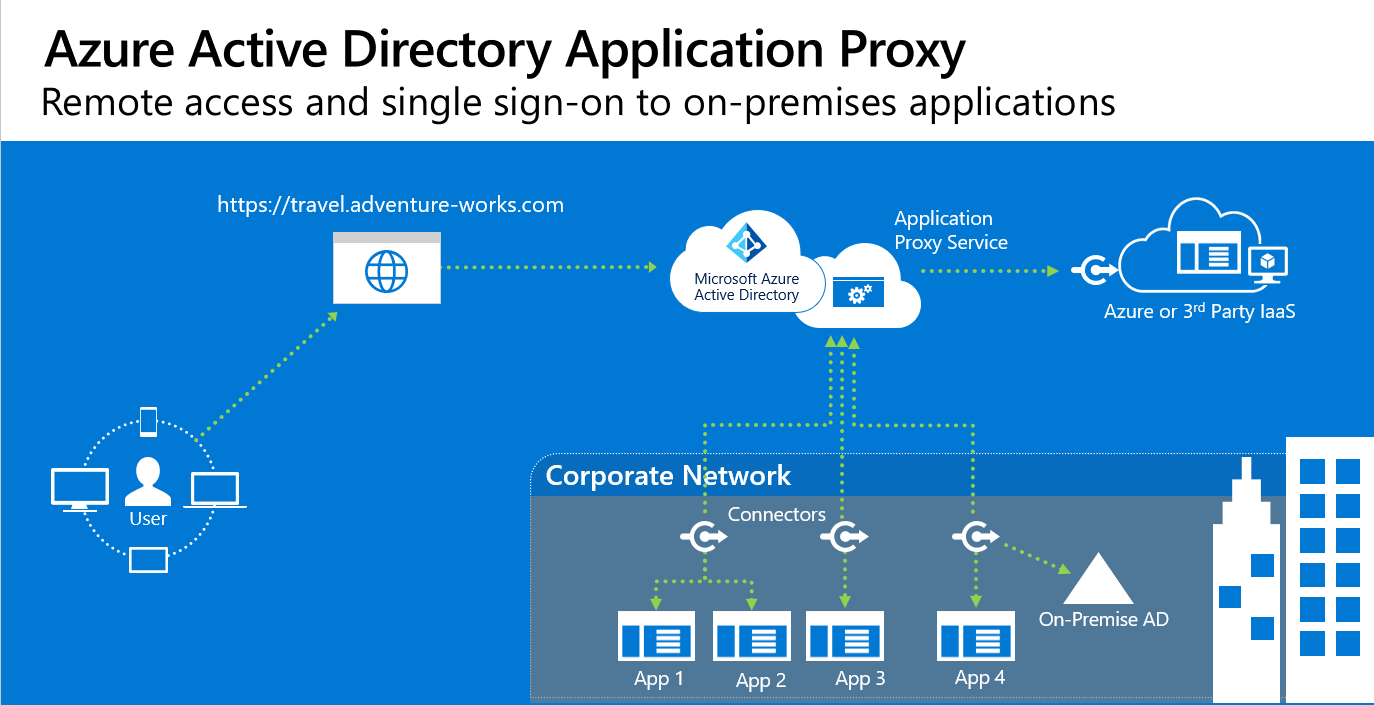 Azure Active Directory Application Proxy
Remote access and single sign-on to on-premises applications
https://travel.adventure-works.com
Application
Proxy Service
Microsoft Azure
Active Directory
Azure or 3rd Party IaaS
User
Corporate Network
Connectors
On-Premise AD
App 1
App 2
App 3
App 4